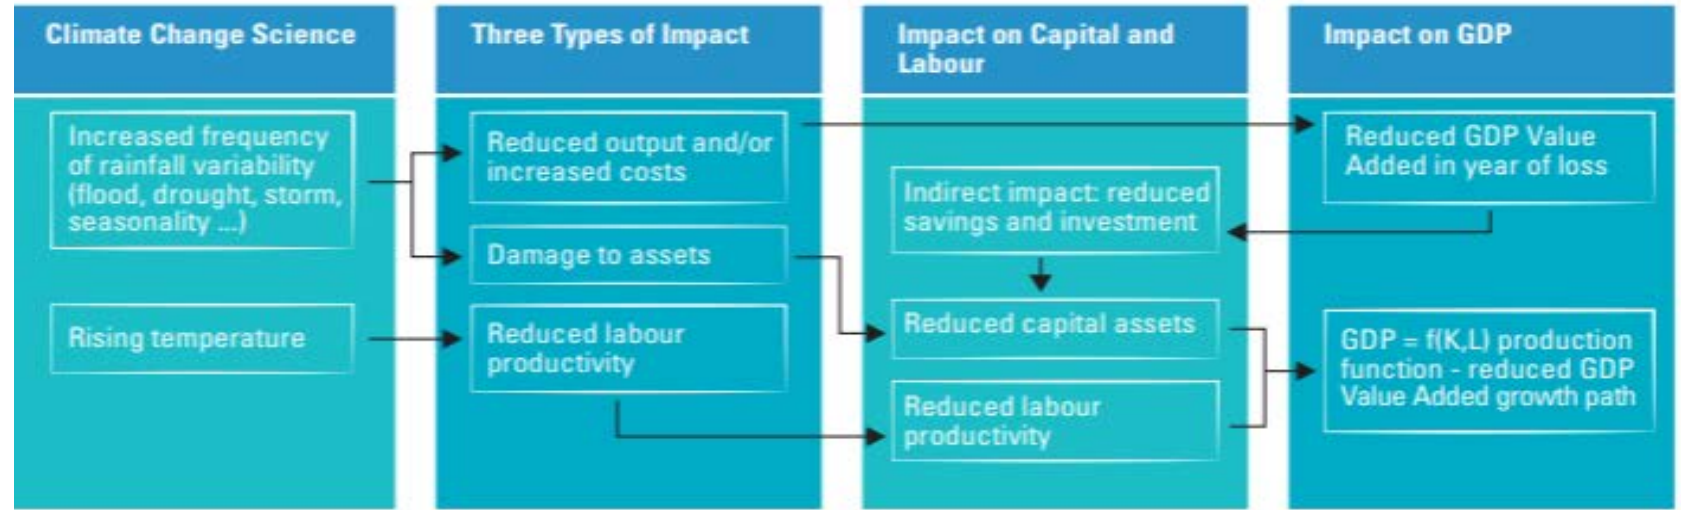 Climate Change Science
Increased frequency
of rainfall variability
(flood, drought, storm,
seasonality ...)
Rising temperature
Three Types of Impact
Reduced output and/or
increased costs
Damage to assets
Reduced labour
productivity
Impact on Capital and
Labour
Indirect impact: reduced
savings and investment
Reduced capital assets
Reduced labour
productivity
Impact on GDP
Reduced GDP Value
Added in year of loss
GDP = f(K,L) production
function - reduced GDP
Value Added growth path